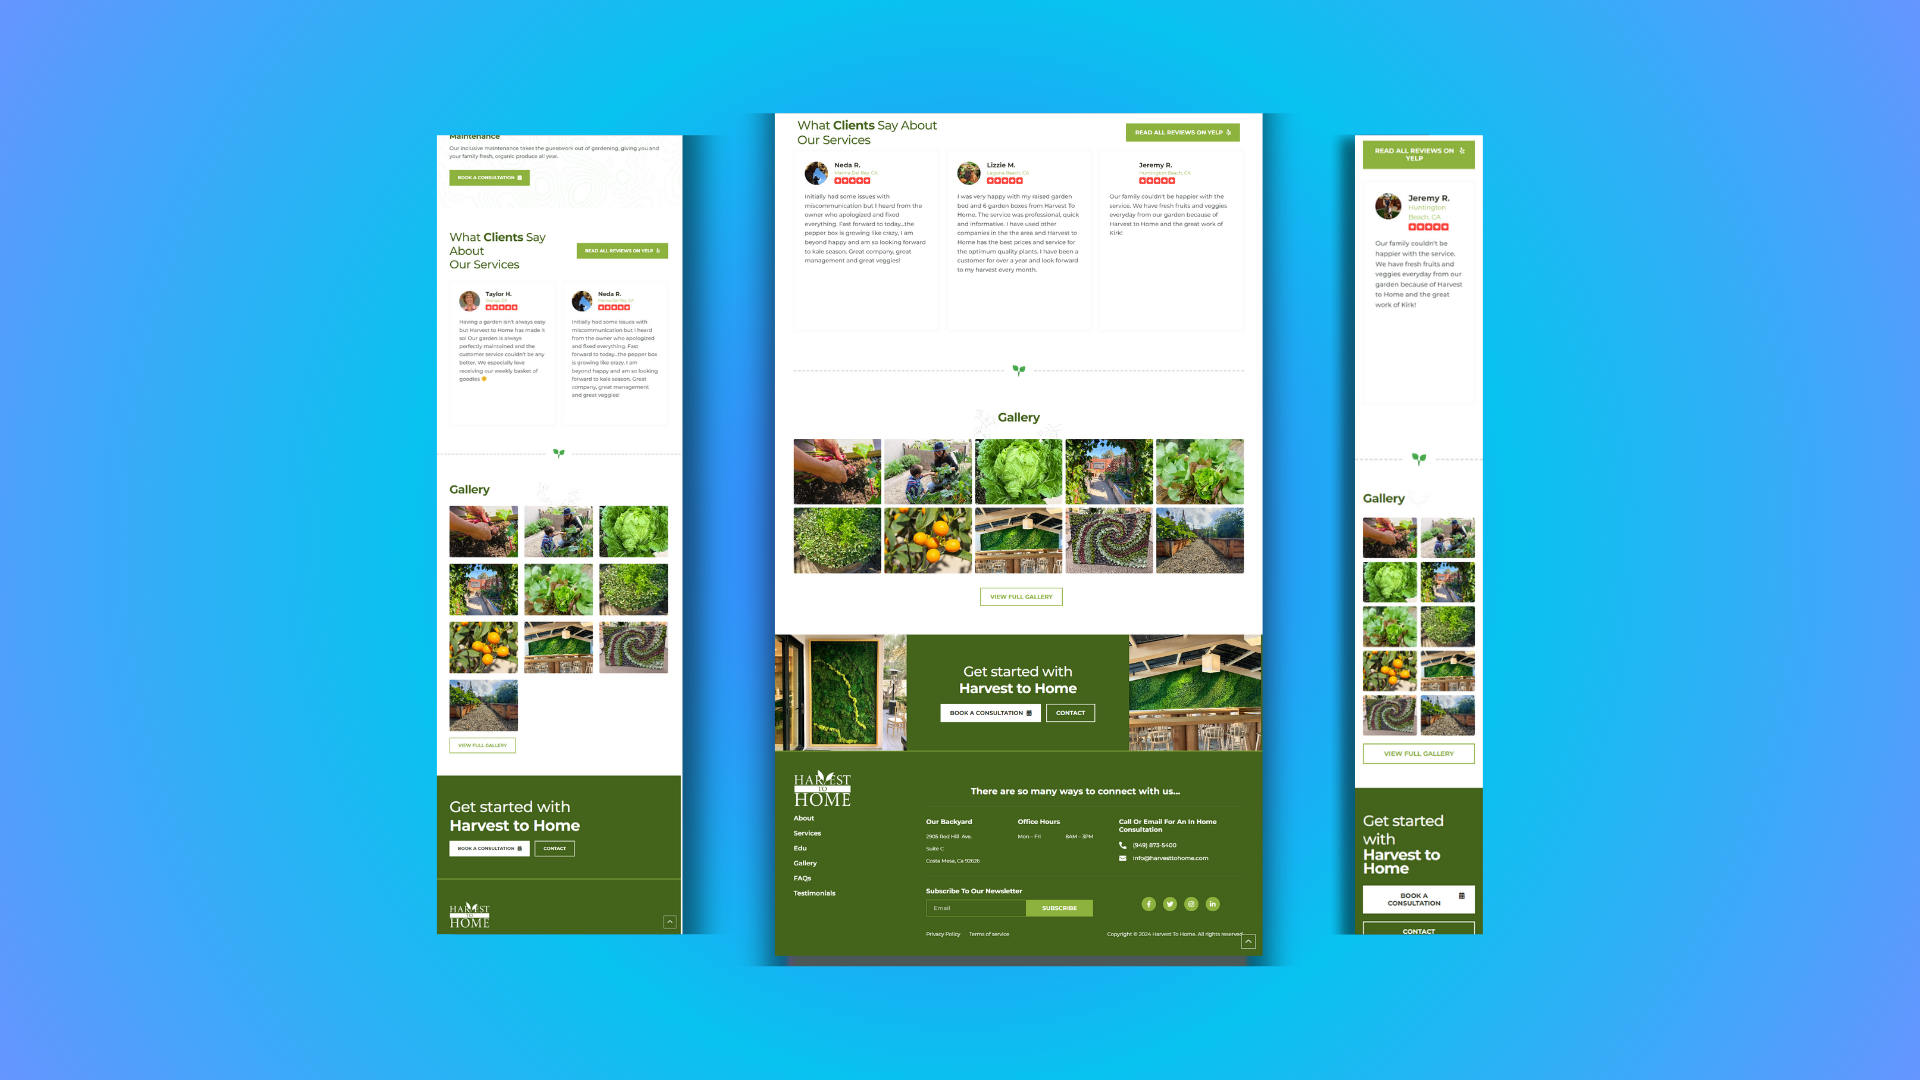 Maintenance
Our inclusive maintenance takes the guesswork out of gardening, giving you and
your family fresh, organic produce all year.
BOOK A CONSULTATION
What Clients Say
About
Our Services
READ ALL REVIEWS ON YELP
Taylor H.
Having a garden isn't always easy
but Harvest to Home has made it
so! Our garden is always
perfectly maintained and the
customer service couldn't be any
better. We especially love
receiving our weekly basket of
goodies
Neda R.
Marina Del Rey, CA
Initially had some issues with
miscommunication but I heard
from the owner who apologized
and fixed everything. Fast
forward to today...the pepper box
is growing like crazy, I am
beyond happy and am so looking
forward to kale season. Great
company, great management
and great veggies!
Gallery
VIEW FULL GALLERY
Get started with
Harvest to Home
BOOK A CONSULTATION
CONTACT
HARVEST
TO
HOME
What Clients Say About
Our Services
READ ALL REVIEWS ON YELP
Neda R.
Marina Del Rey, CA
Initially had some issues with
miscommunication but I heard from the
owner who apologized and fixed
everything. Fast forward to today...the
pepper box is growing like crazy, I am
beyond happy and am so looking forward
to kale season. Great company, great
management and great veggies!
Lizzie M.
Laguna Beach, CA
I was very happy with my raised garden
bed and 6 garden boxes from Harvest To
Home. The service was professional, quick
and informative. I have used other
companies in the the area and Harvest to
Home has the best prices and service for
the optimum quality plants. I have been a
customer for over a year and look forward
to my harvest every month.
Jeremy R.
Huntington Beach, CA
Our family couldn't be happier with the
service. We have fresh fruits and veggies
everyday from our garden because of
Harvest to Home and the great work of
Kirk!
Gallery
VIEW FULL GALLERY
Get started with
Harvest to Home
BOOK A CONSULTATION
CONTACT
HARVEST
TO
HOME
About
Services
Edu
Gallery
FAQs
Testimonials
There are so many ways to connect with us...
Our Backyard
2905 Red Hill Ave.
Suite C
Costa Mesa, Ca 92626
Office Hours
Mon – Fri 8AM – 3PM
Call Or Email For An In Home
Consultation
(949) 873-5400
info@harvesttohome.com
Subscribe To Our Newsletter
Email
SUBSCRIBE
Privacy Policy Terms of service
Copyright © 2024 Harvest To Home. All rights reserved
READ ALL REVIEWS ON
YELP
Jeremy R.
Huntington
Beach, CA
Our family couldn't be
happier with the service.
We have fresh fruits and
veggies everyday from our
garden because of Harvest
to Home and the great
work of Kirk!
Gallery
VIEW FULL GALLERY
Get started
with
Harvest to
Home
BOOK A
CONSULTATION
CONTACT